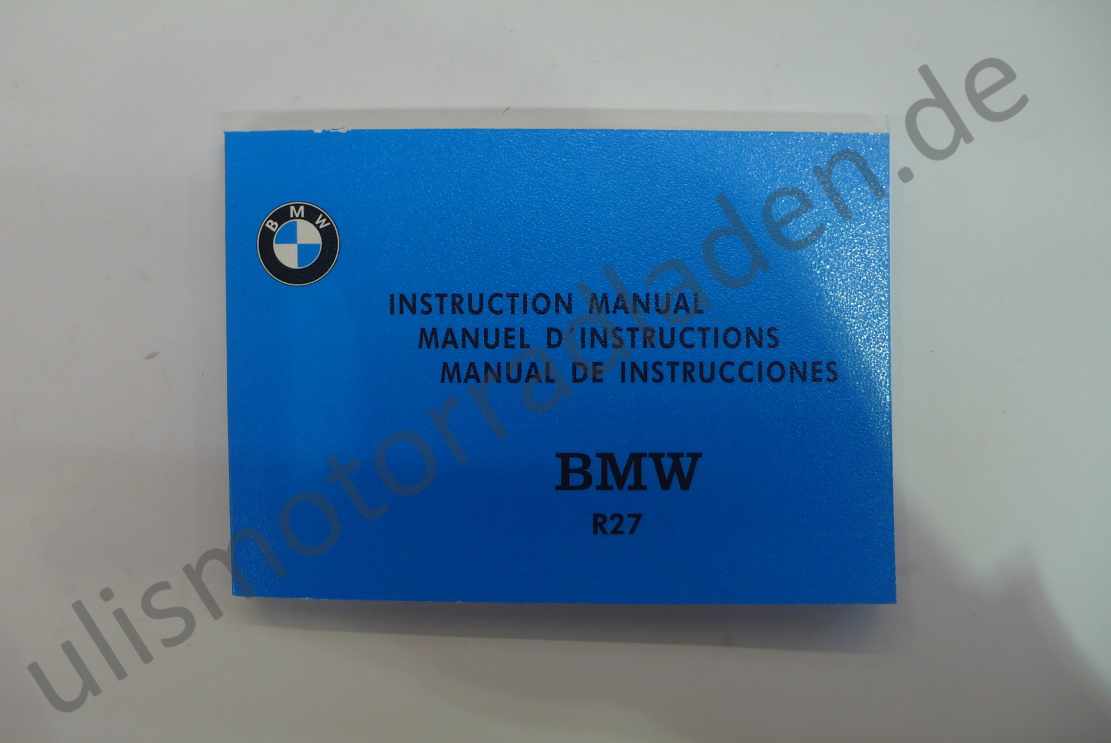 BMW
INSTRUCTION MANUAL
MANUEL D'INSTRUCTIONS
MANUAL DE INSTRUCCIONES
BMW
R27
ulismotorradladen.de